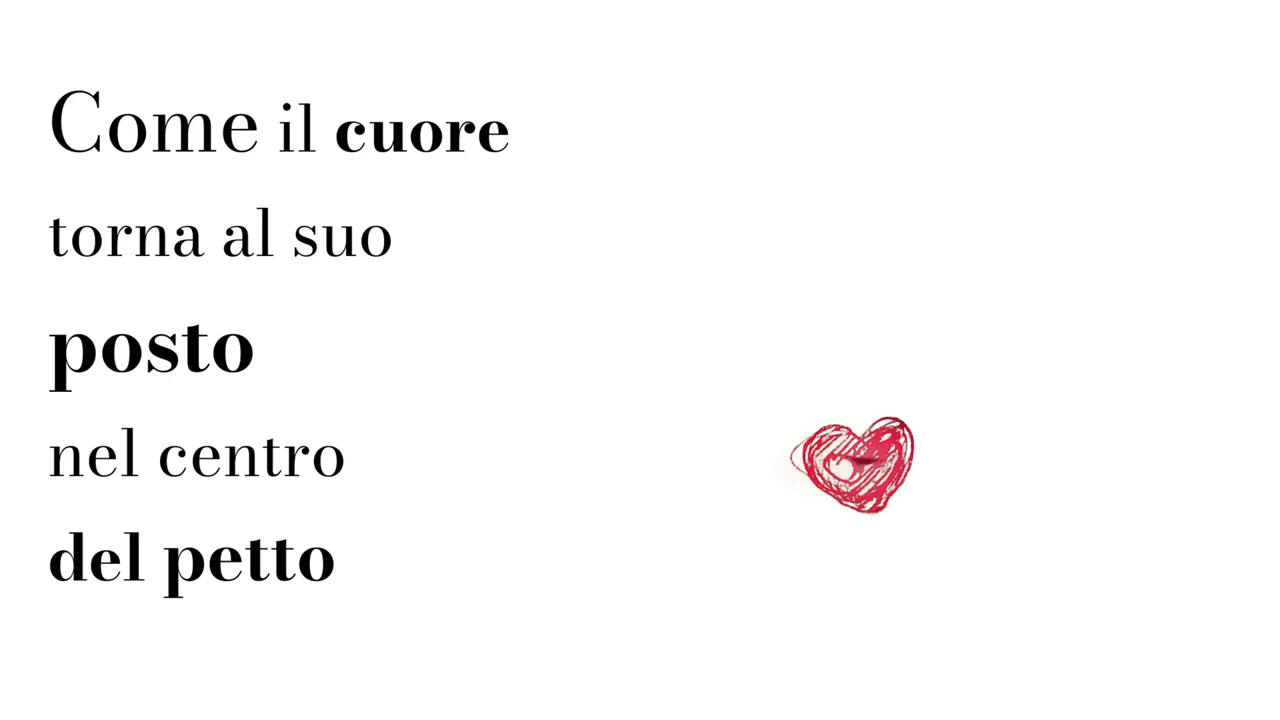 Come il cuore
torna al suo
posto
nel centro
del petto